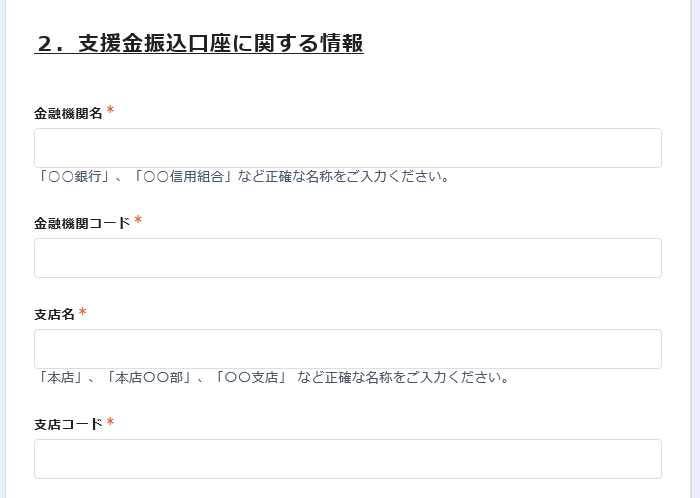 ２．支援金振込口座に関する情報
金融機関名 *
「〇〇銀行」、「〇〇信用組合」など正確な名称をご入力ください。
金融機関コード *
支店名 *
「本店」、「本店〇〇部」、「〇〇支店」 など正確な名称をご入力ください。
支店コード *